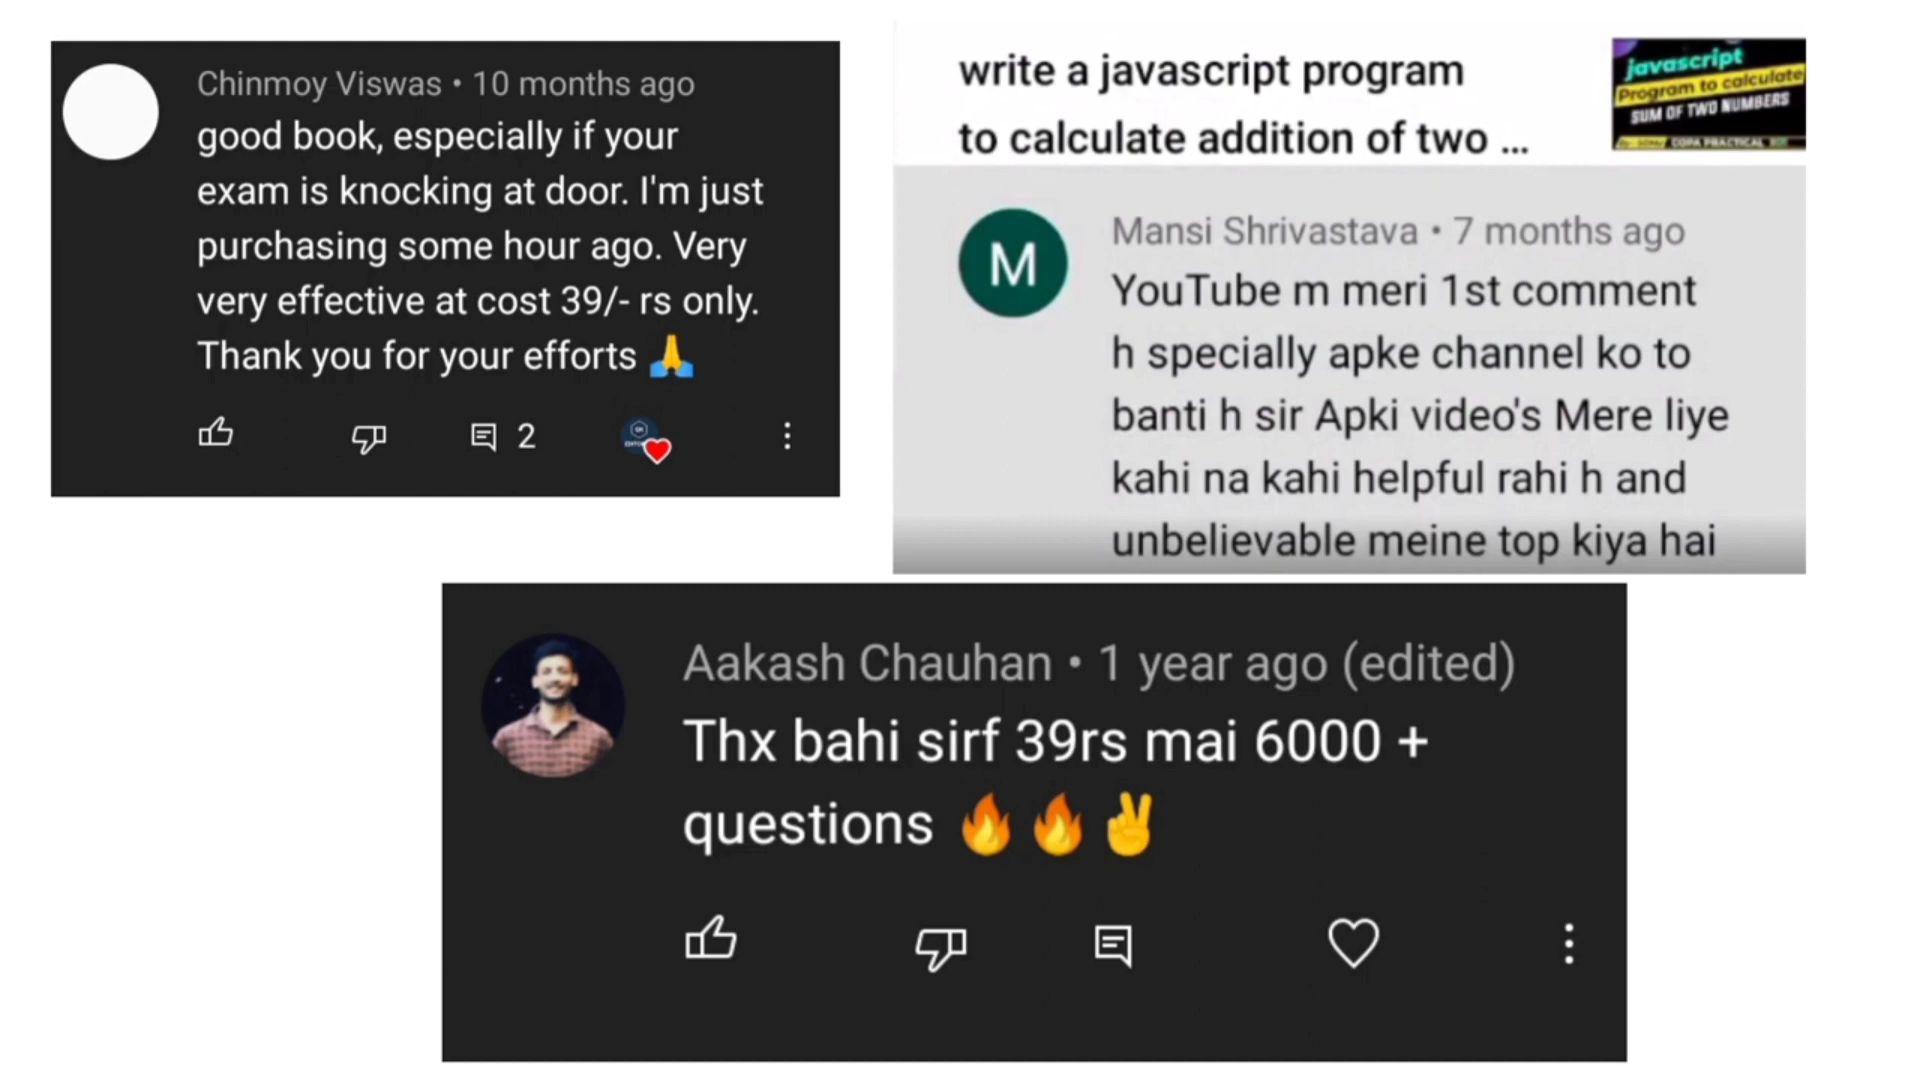 Chinmoy Viswas • 10 months ago
good book, especially if your
exam is knocking at door. I'm just
purchasing some hour ago. Very
very effective at cost 39/- rs only.
Thank you for your efforts 🙏
2
write a javascript program
to calculate addition of two ...
javascript
Program to calculate
SUM OF TWO NUMBERS
COPA PRACTICAL
M
Mansi Shrivastava • 7 months ago
YouTube m meri 1st comment
h specially apke channel ko to
banti h sir Apki video's Mere liye
kahi na kahi helpful rahi h and
unbelievable meine top kiya hai
Aakash Chauhan • 1 year ago (edited)
Thx bahi sirf 39rs mai 6000 +
questions 🔥🔥✌